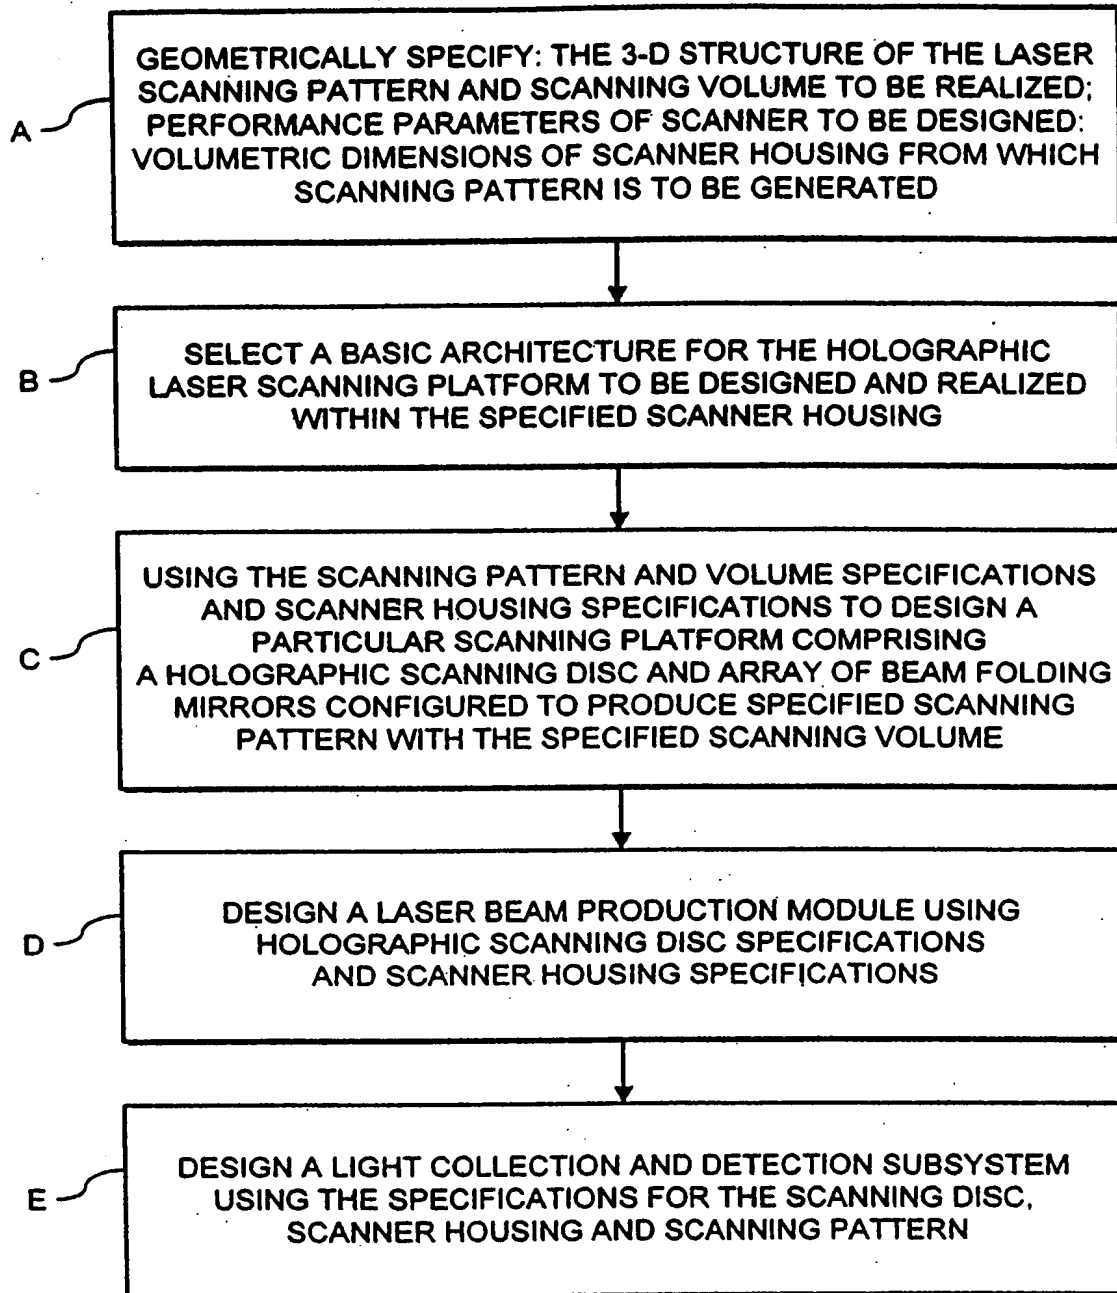 A
GEOMETRICALLY SPECIFY: THE 3-D STRUCTURE OF THE LASER
SCANNING PATTERN AND SCANNING VOLUME TO BE REALIZED;
PERFORMANCE PARAMETERS OF SCANNER TO BE DESIGNED:
VOLUMETRIC DIMENSIONS OF SCANNER HOUSING FROM WHICH
SCANNING PATTERN IS TO BE GENERATED
B
SELECT A BASIC ARCHITECTURE FOR THE HOLOGRAPHIC
LASER SCANNING PLATFORM TO BE DESIGNED AND REALIZED
WITHIN THE SPECIFIED SCANNER HOUSING
C
USING THE SCANNING PATTERN AND VOLUME SPECIFICATIONS
AND SCANNER HOUSING SPECIFICATIONS TO DESIGN A
PARTICULAR SCANNING PLATFORM COMPRISING
A HOLOGRAPHIC SCANNING DISC AND ARRAY OF BEAM FOLDING
MIRRORS CONFIGURED TO PRODUCE SPECIFIED SCANNING
PATTERN WITH THE SPECIFIED SCANNING VOLUME
D
DESIGN A LASER BEAM PRODUCTION MODULE USING
HOLOGRAPHIC SCANNING DISC SPECIFICATIONS
AND SCANNER HOUSING SPECIFICATIONS
E
DESIGN A LIGHT COLLECTION AND DETECTION SUBSYSTEM
USING THE SPECIFICATIONS FOR THE SCANNING DISC,
SCANNER HOUSING AND SCANNING PATTERN